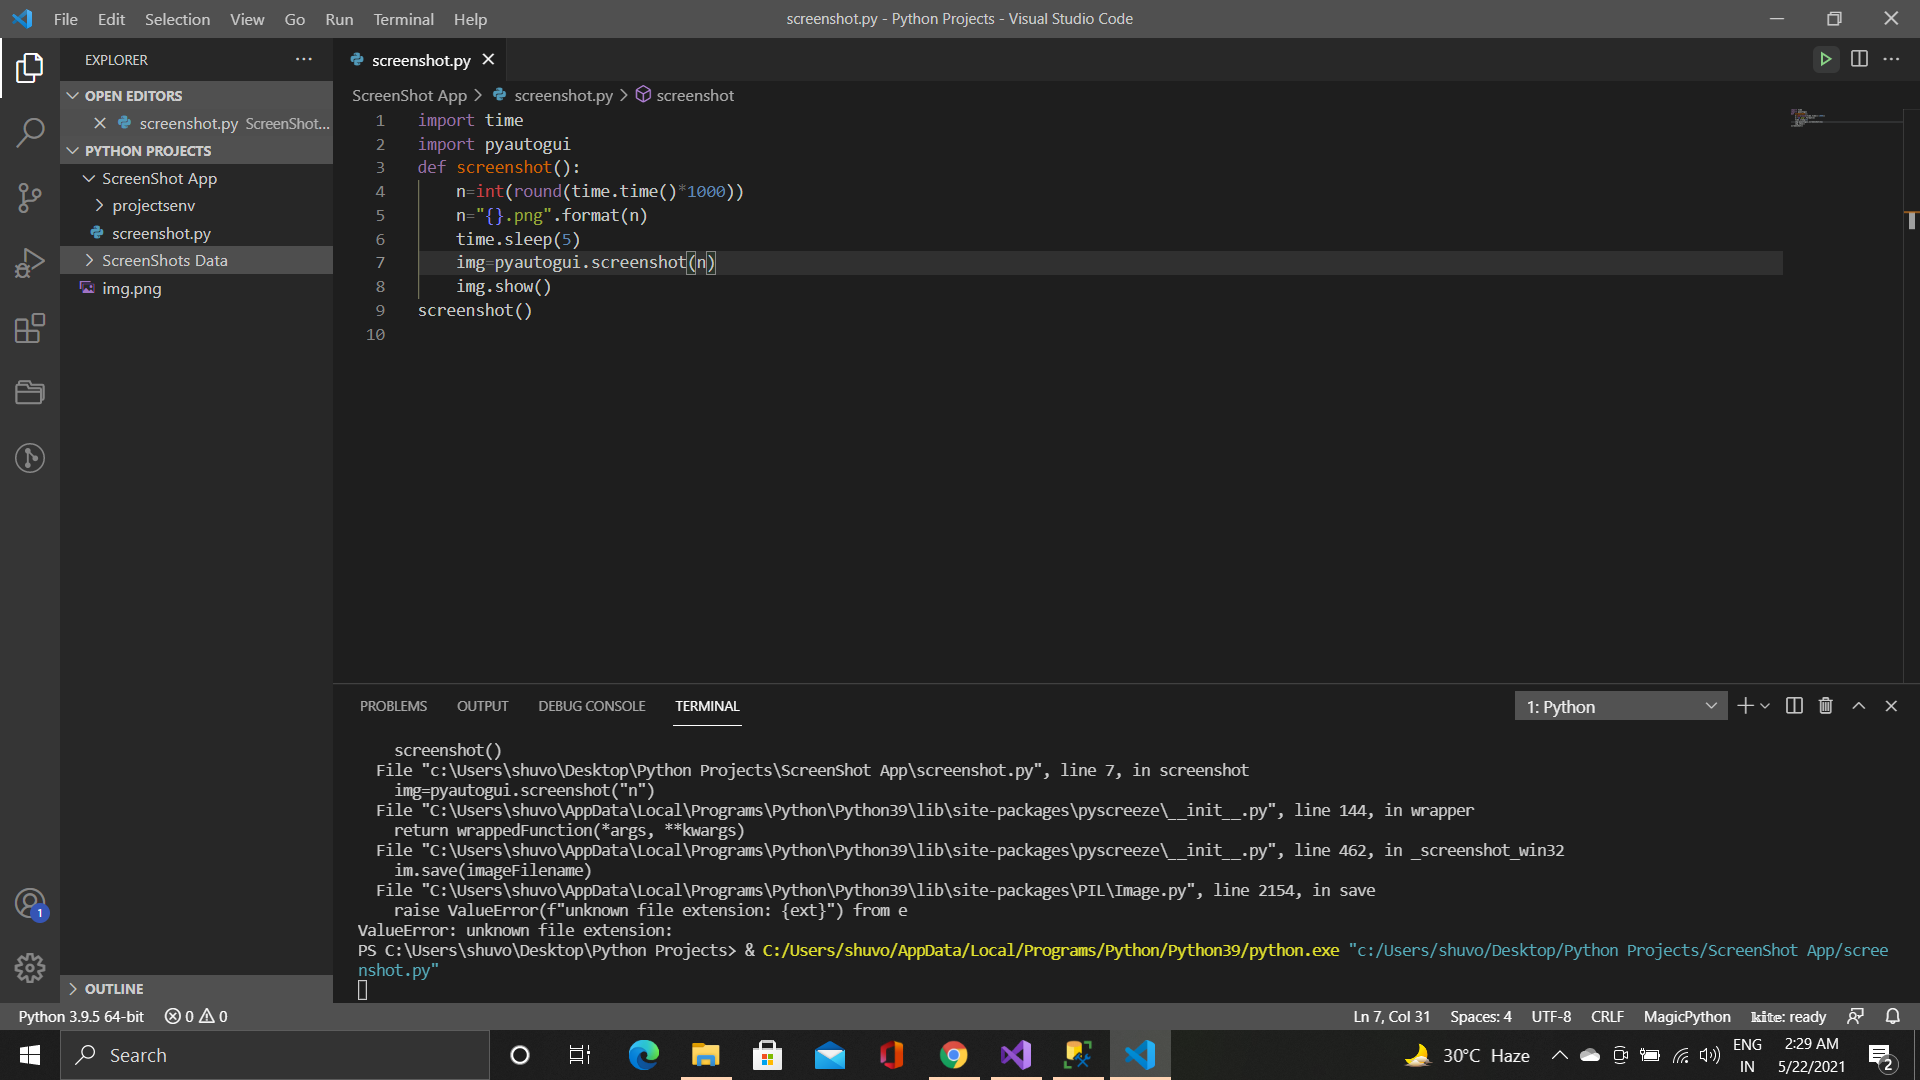 File Edit Selection View Go Run Terminal Help
screenshot.py - Python Projects - Visual Studio Code
EXPLORER
OPEN EDITORS
screenshot.py ScreenShot...
PYTHON PROJECTS
ScreenShot App
projectsenv
screenshot.py
ScreenShots Data
img.png
OUTLINE
screenshot.py
ScreenShot App > screenshot.py > screenshot
1 import time
2 import pyautogui
3 def screenshot():
4 n=int(round(time.time()*1000))
5 n="{}.png".format(n)
6 time.sleep(5)
7 img=pyautogui.screenshot(n)
8 img.show()
9 screenshot()
10
PROBLEMS OUTPUT DEBUG CONSOLE TERMINAL
1: Python
screenshot()
File "c:\Users\shuvo\Desktop\Python Projects\ScreenShot App\screenshot.py", line 7, in screenshot
img=pyautogui.screenshot("n")
File "C:\Users\shuvo\AppData\Local\Programs\Python\Python39\lib\site-packages\pyscreeze\__init__.py", line 144, in wrapper
return wrappedFunction(*args, **kwargs)
File "C:\Users\shuvo\AppData\Local\Programs\Python\Python39\lib\site-packages\pyscreeze\__init__.py", line 462, in _screenshot_win32
im.save(imageFilename)
File "C:\Users\shuvo\AppData\Local\Programs\Python\Python39\lib\site-packages\PIL\Image.py", line 2154, in save
raise ValueError(f"unknown file extension: {ext}") from e
ValueError: unknown file extension:
PS C:\Users\shuvo\Desktop\Python Projects> & C:/Users/shuvo/AppData/Local/Programs/Python/Python39/python.exe "c:/Users/shuvo/Desktop/Python Projects/ScreenShot App/scree
nshot.py"
1
Python 3.9.5 64-bit 0 0
Ln 7, Col 31 Spaces: 4 UTF-8 CRLF MagicPython kite: ready
Search
30°C Haze
ENG
IN
2:29 AM
5/22/2021
2